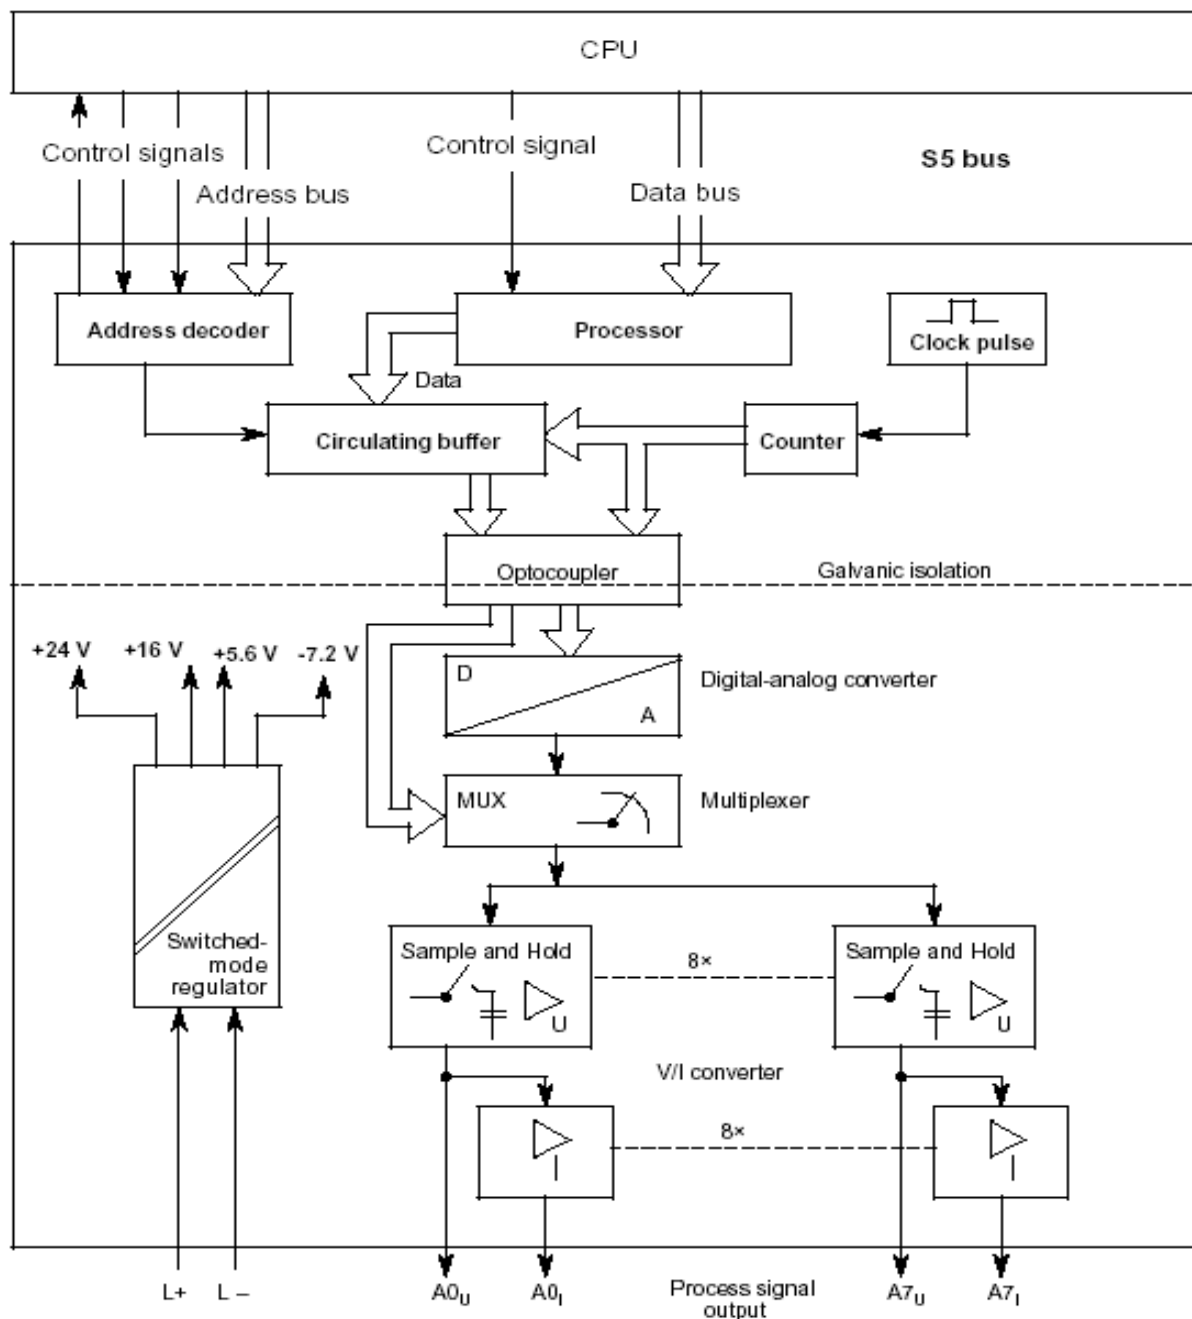 CPU
Control signals
Control signal
S5 bus
Address bus
Data bus
Address decoder
Processor
Clock pulse
Data
Circulating buffer
Counter
Optocoupler
Galvanic isolation
+24 V
+16 V
+5.6 V
-7.2 V
D
A
Digital-analog converter
MUX
Multiplexer
Switched-
mode
regulator
Sample and Hold
U
8×
Sample and Hold
U
V/I converter
I
8×
I
L+
L –
A0U
A0I
Process signal
output
A7U
A7I